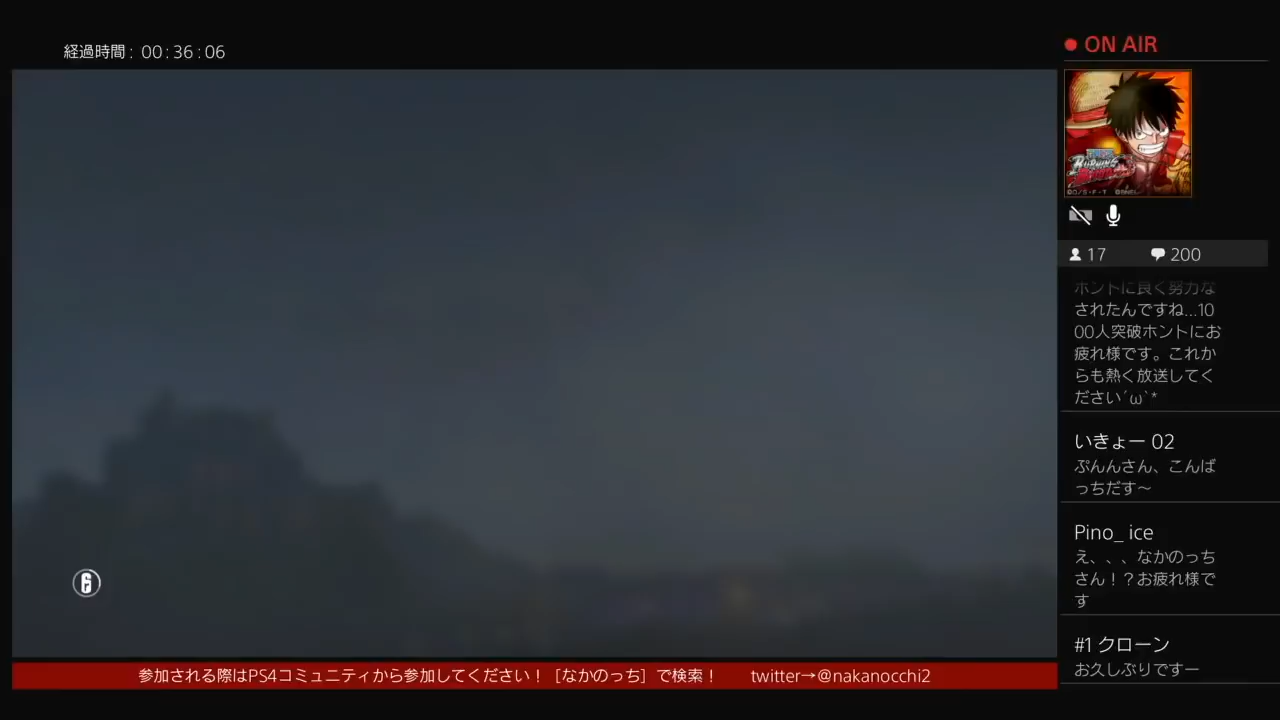 経過時間: 00:36:06
ON AIR
BURNING
17 200
ホントに良く努力な
されたんですね...10
00人突破ホントにお
疲れ様です。これか
らも熱く放送してく
ださい´ω`*
いきょー 02
ぷんんさん、こんば
っちだす～
Pino_ice
え、、、なかのっち
さん！？お疲れ様で
す
#1 クローン
お久しぶりですー
参加される際はPS4コミュニティから参加してください！［なかのっち］で検索！ twitter→@nakanocchi2